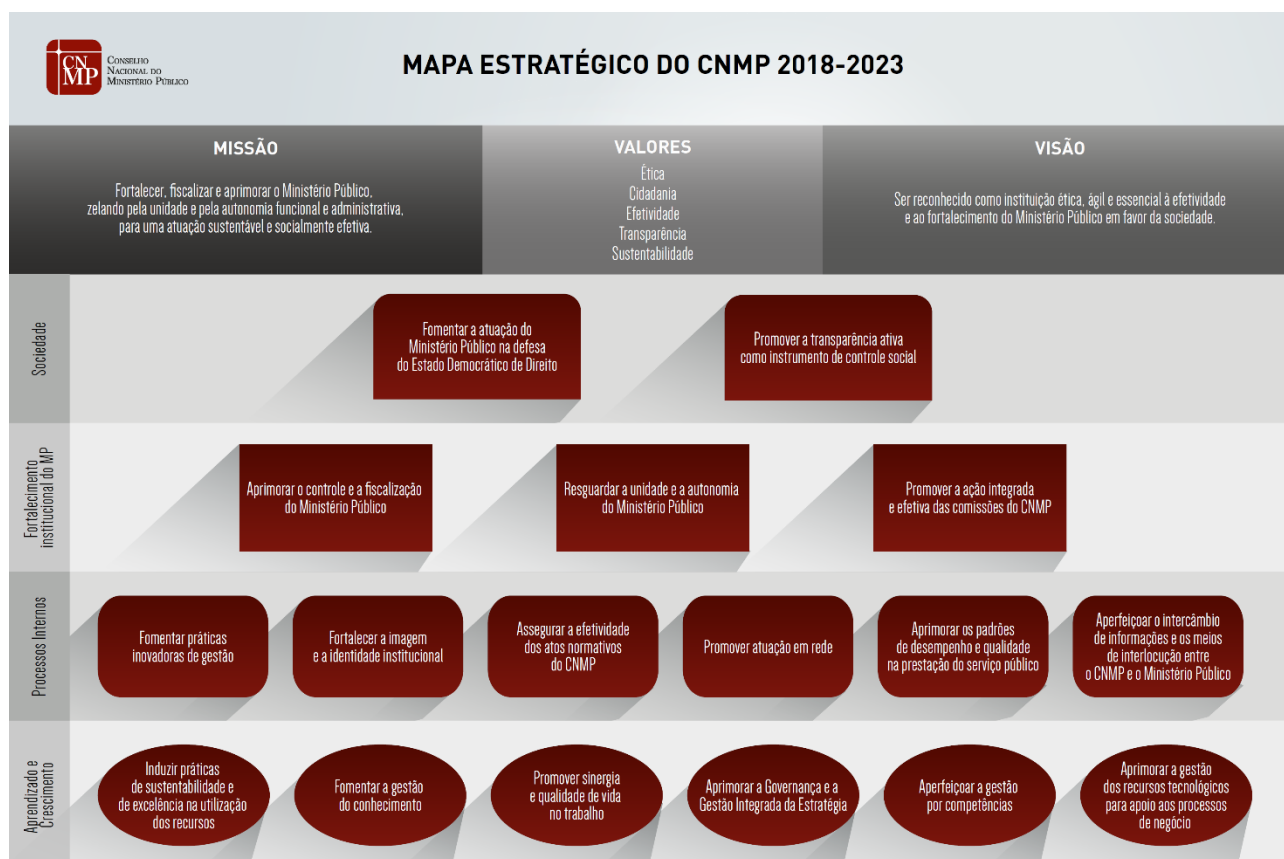 CN
MP
CONSELHO
NACIONAL DO
MINISTÉRIO PÚBLICO
MAPA ESTRATÉGICO DO CNMP 2018-2023
MISSÃO
Fortalecer, fiscalizar e aprimorar o Ministério Público,
zelando pela unidade e pela autonomia funcional e administrativa,
para uma atuação sustentável e socialmente efetiva.
VALORES
Ética
Cidadania
Efetividade
Transparência
Sustentabilidade
VISÃO
Ser reconhecido como instituição ética, ágil e essencial à efetividade
e ao fortalecimento do Ministério Público em favor da sociedade.
Sociedade
Fomentar a atuação do
Ministério Público na defesa
do Estado Democrático de Direito
Promover a transparência ativa
como instrumento de controle social
Fortalecimento
institucional do MP
Aprimorar o controle e a fiscalização
do Ministério Público
Resguardar a unidade e a autonomia
do Ministério Público
Promover a ação integrada
e efetiva das comissões do CNMP
Processos Internos
Fomentar práticas
inovadoras de gestão
Fortalecer a imagem
e a identidade institucional
Assegurar a efetividade
dos atos normativos
do CNMP
Promover atuação em rede
Aprimorar os padrões
de desempenho e qualidade
na prestação do serviço público
Aperfeiçoar o intercâmbio
de informações e os meios
de interlocução entre
o CNMP e o Ministério Público
Aprendizado e
Crescimento
Induzir práticas
de sustentabilidade e
de excelência na utilização
dos recursos
Fomentar a gestão
do conhecimento
Promover sinergia
e qualidade de vida
no trabalho
Aprimorar a Governança e a
Gestão Integrada da Estratégia
Aperfeiçoar a gestão
por competências
Aprimorar a gestão
dos recursos tecnológicos
para apoio aos processos
de negócio